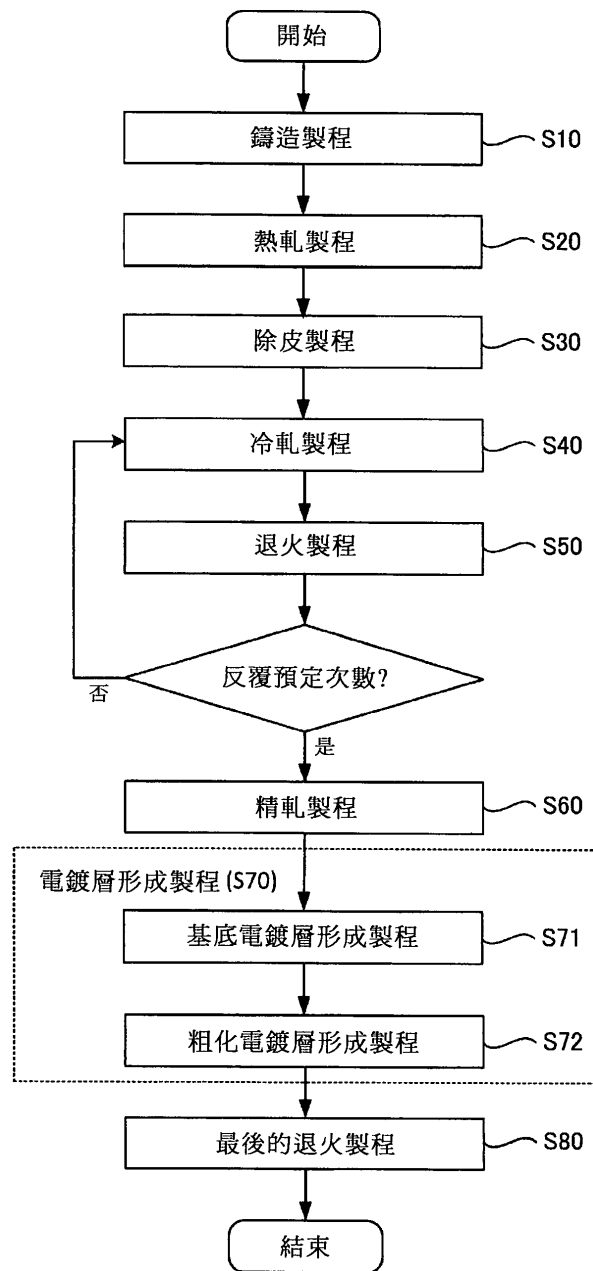 開始
鑄造製程 S10
熱軋製程 S20
除皮製程 S30
冷軋製程 S40
退火製程 S50
反覆預定次數?
否
是
精軋製程 S60
電鍍層形成製程(S70)
基底電鍍層形成製程 S71
粗化電鍍層形成製程 S72
最後的退火製程 S80
結束